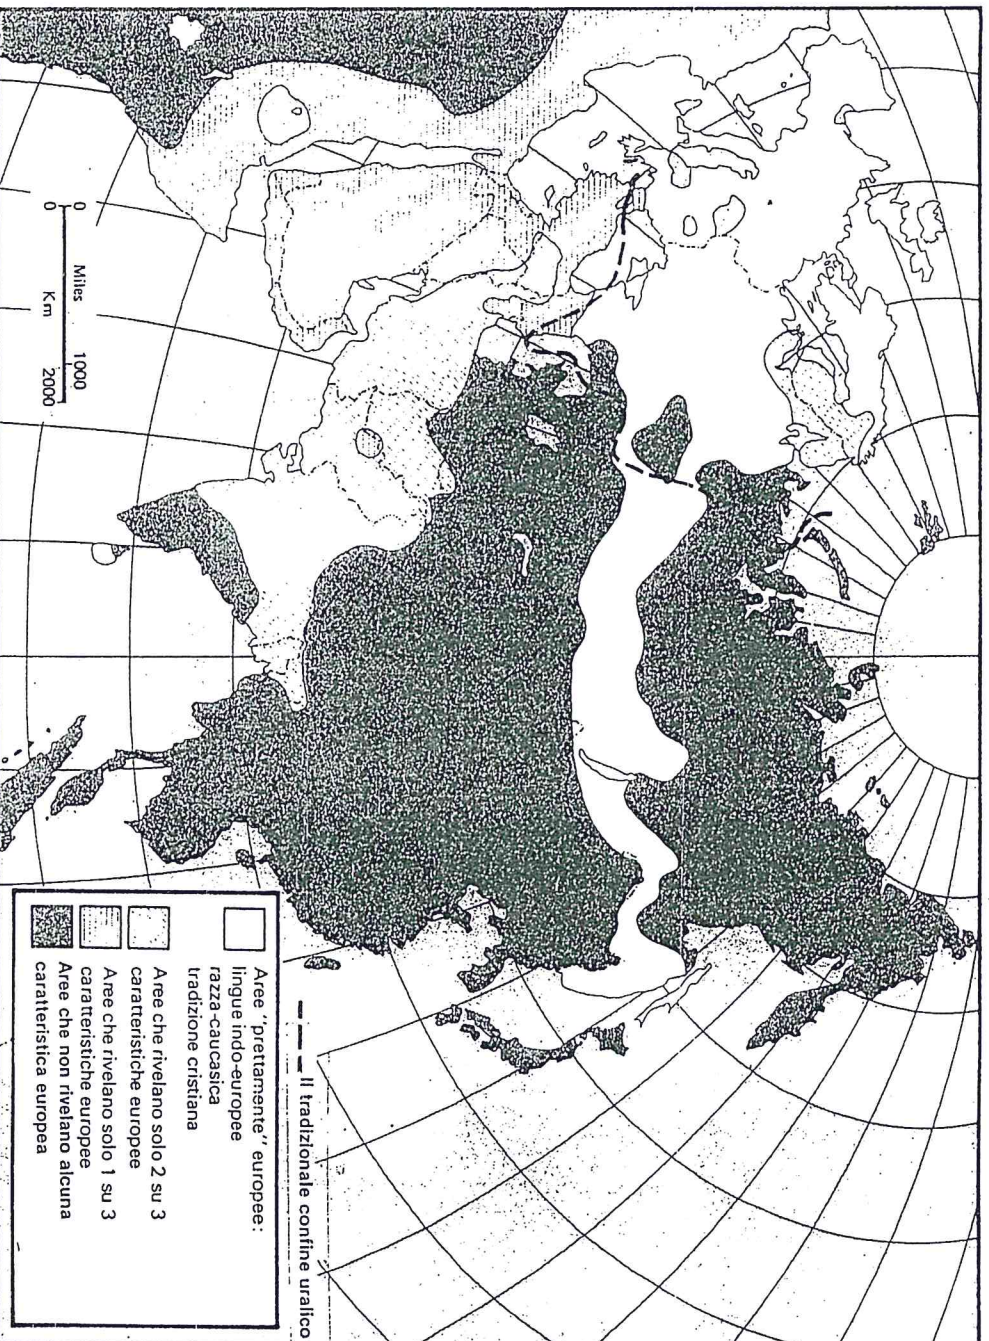 0 Miles 1000
0 Km 2000
Il tradizionale confine uralico
Aree ''prettamente'' europee:
lingue indo-europee
razza-caucasica
tradizione cristiana
Aree che rivelano solo 2 su 3
caratteristiche europee
Aree che rivelano solo 1 su 3
caratteristiche europee
Aree che non rivelano alcuna
caratteristica europea